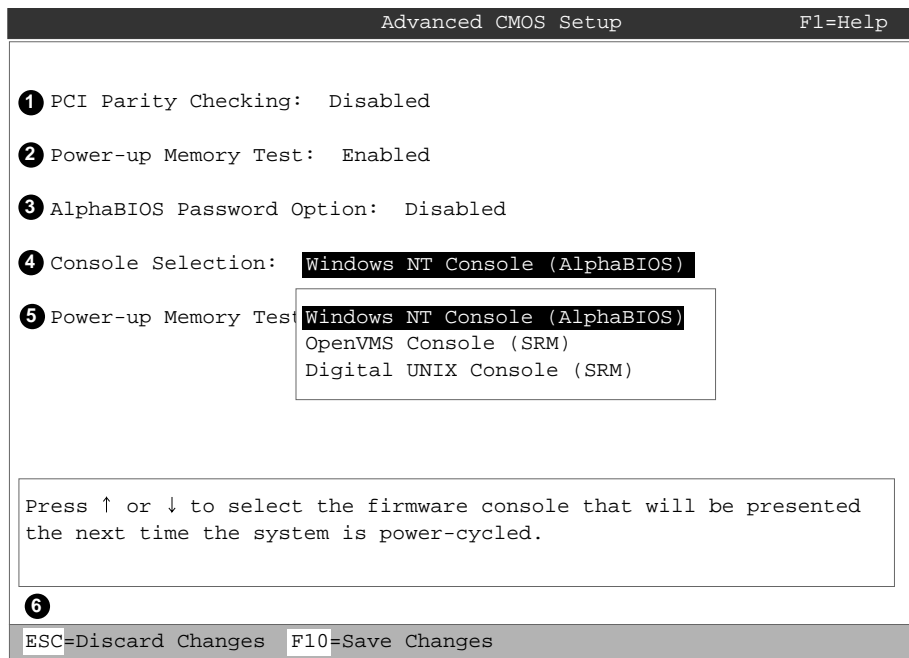 Advanced CMOS Setup F1=Help
1 PCI Parity Checking: Disabled
2 Power-up Memory Test: Enabled
3 AlphaBIOS Password Option: Disabled
4 Console Selection: Windows NT Console (AlphaBIOS)
5 Power-up Memory Test
Windows NT Console (AlphaBIOS)
OpenVMS Console (SRM)
Digital UNIX Console (SRM)
Press ↑ or ↓ to select the firmware console that will be presented
the next time the system is power-cycled.
6
ESC=Discard Changes F10=Save Changes